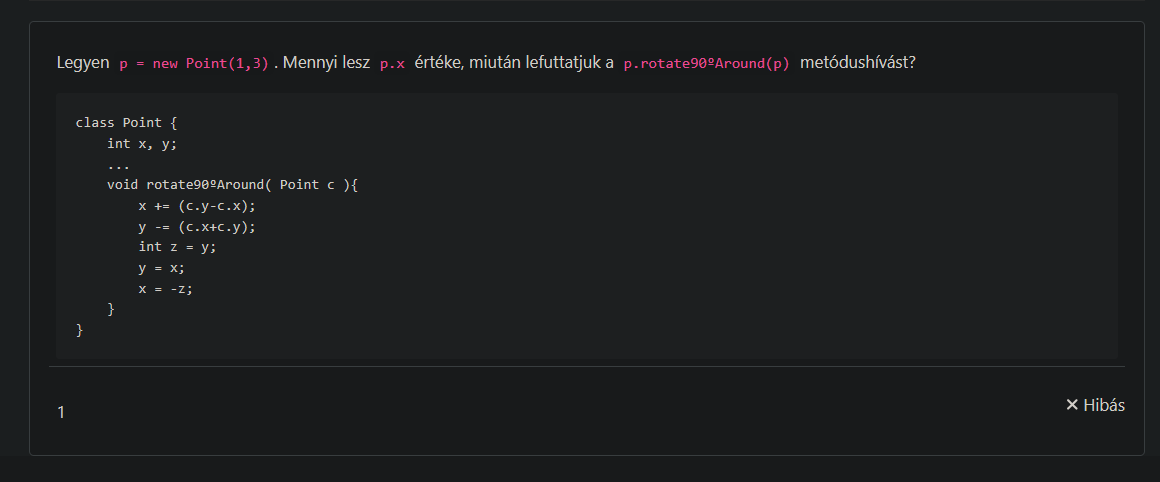 Legyen p = new Point(1,3) . Mennyi lesz p.x értéke, miután lefuttatjuk a p.rotate90ºAround(p) metódushívást?
class Point {
    int x, y;
    ...
    void rotate90ºAround( Point c ){
        x += (c.y-c.x);
        y -= (c.x+c.y);
        int z = y;
        y = x;
        x = -z;
    }
}
1
✕ Hibás